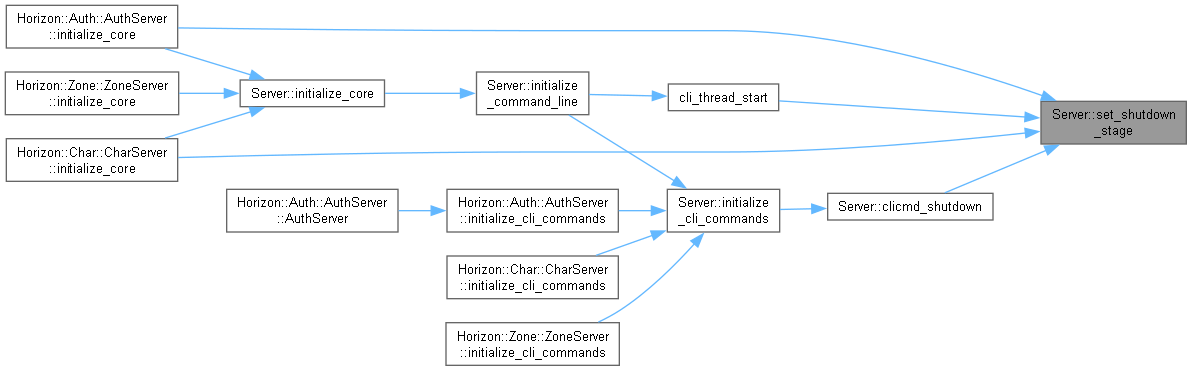 Horizon::Auth::AuthServer
::initialize_core
Horizon::Zone::ZoneServer
::initialize_core
Horizon::Char::CharServer
::initialize_core
Server::initialize_core
Server::initialize
_command_line
cli_thread_start
Server::set_shutdown
_stage
Horizon::Auth::AuthServer
::AuthServer
Horizon::Auth::AuthServer
::initialize_cli_commands
Server::initialize
_cli_commands
Server::clicmd_shutdown
Horizon::Char::CharServer
::initialize_cli_commands
Horizon::Zone::ZoneServer
::initialize_cli_commands